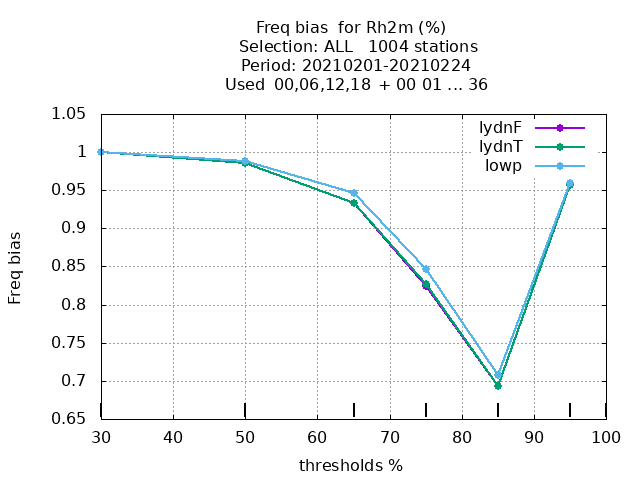 Freq bias  for Rh2m (%)
Selection: ALL   1004 stations
Period: 20210201-20210224
Used  00,06,12,18  + 00 01 ... 36
1.05
1
0.95
0.9
0.85
0.8
0.75
0.7
0.65
Freq bias
lydnF
lydnT
lowp
30 40 50 60 70 80 90 100
thresholds %